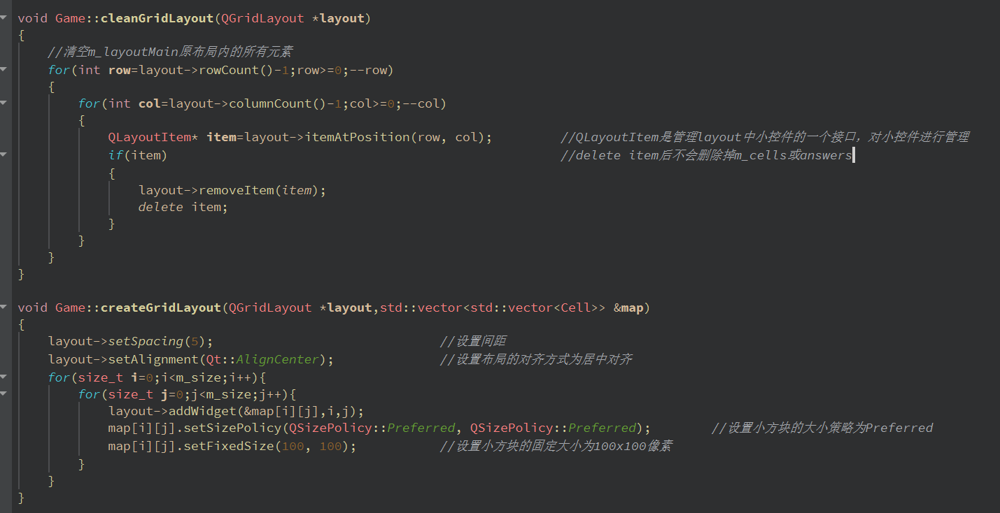 void Game::cleanGridLayout(QGridLayout *layout)
{
//清空m_layoutMain原布局内的所有元素
for(int row=layout->rowCount()-1;row>=0;--row)
{
for(int col=layout->columnCount()-1;col>=0;--col)
{
QLayoutItem* item=layout->itemAtPosition(row, col); //QLayoutItem是管理layout中小控件的一个接口，对小控件进行管理
if(item) //delete item后不会删除掉m_cells或answers
{
layout->removeItem(item);
delete item;
}
}
}
}
void Game::createGridLayout(QGridLayout *layout,std::vector<std::vector<Cell>> &map)
{
layout->setSpacing(5); //设置间距
layout->setAlignment(Qt::AlignCenter); //设置布局的对齐方式为居中对齐
for(size_t i=0;i<m_size;i++){
for(size_t j=0;j<m_size;j++){
layout->addWidget(&map[i][j],i,j);
map[i][j].setSizePolicy(QSizePolicy::Preferred, QSizePolicy::Preferred); //设置小方块的大小策略为Preferred
map[i][j].setFixedSize(100, 100); //设置小方块的固定大小为100x100像素
}
}
}